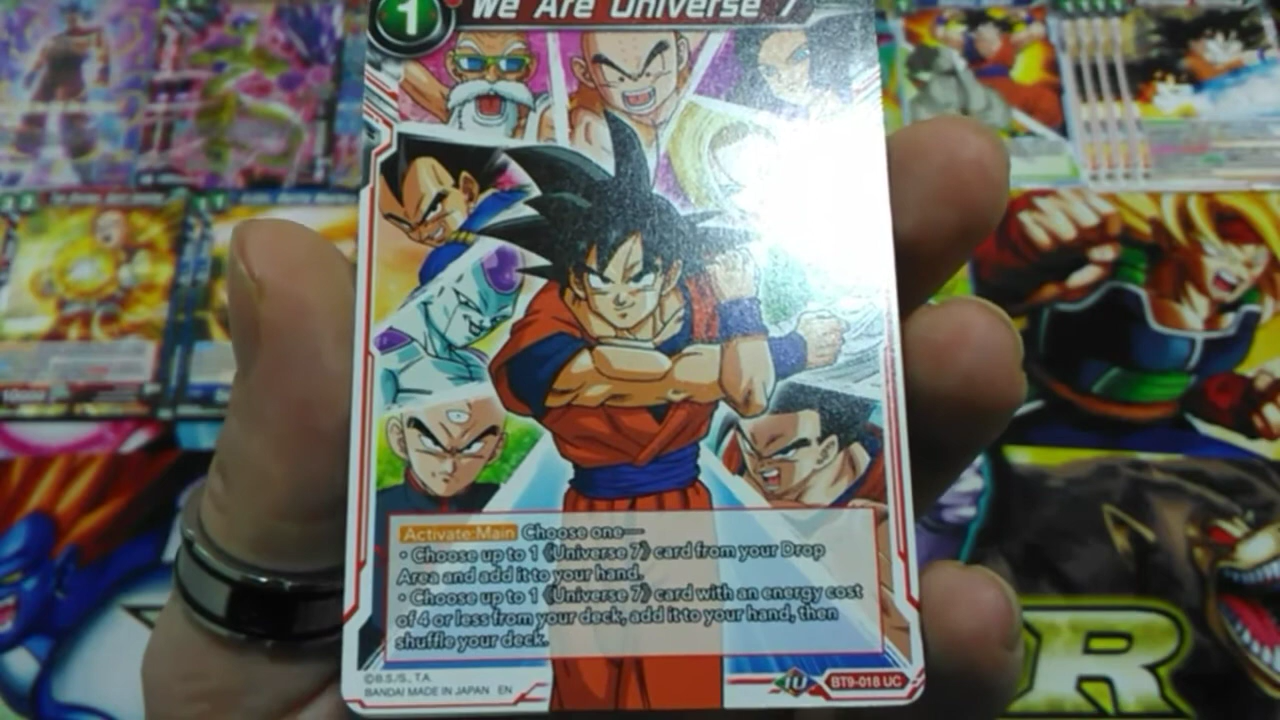 1
We Are Universe 7
Activate:Main Choose one—
・Choose up to 1 《Universe 7》 card from your Drop
Area and add it to your hand.
・Choose up to 1 《Universe 7》 card with an energy cost
of 4 or less from your deck, add it to your hand, then
shuffle your deck.
©B.S./S., T.A.
BANDAI MADE IN JAPAN EN
IU
BT9-018 UC
R